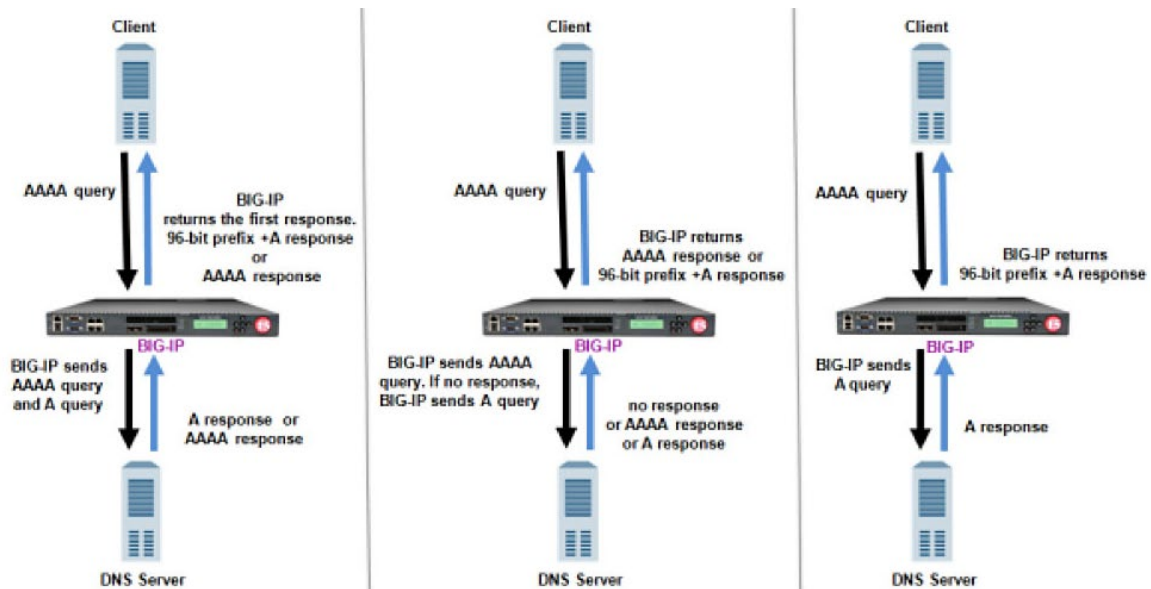 Client
AAAA query
BIG-IP
returns the first response.
96-bit prefix +A response
or
AAAA response
BIG-IP
BIG-IP sends
AAAA query
and A query
A response or
AAAA response
DNS Server
Client
AAAA query
BIG-IP returns
AAAA response or
96-bit prefix +A response
BIG-IP
BIG-IP sends AAAA
query. If no response,
BIG-IP sends A query
no response
or AAAA response
or A response
DNS Server
Client
AAAA query
BIG-IP returns
96-bit prefix +A response
BIG-IP
BIG-IP sends
A query
A response
DNS Server